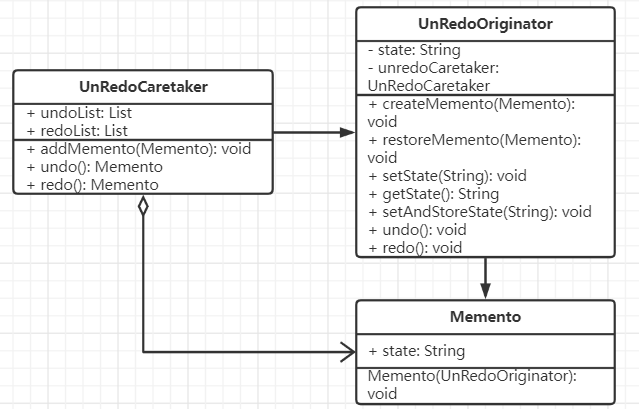 UnRedoOriginator
- state: String
- unredoCaretaker:
UnRedoCaretaker
+ createMemento(Memento):
void
+ restoreMemento(Memento):
void
+ setState(String): void
+ getState(): String
+ setAndStoreState(String): void
+ undo(): void
+ redo(): void
UnRedoCaretaker
+ undoList: List
+ redoList: List
+ addMemento(Memento): void
+ undo(): Memento
+ redo(): Memento
Memento
+ state: String
Memento(UnRedoOriginator):
void